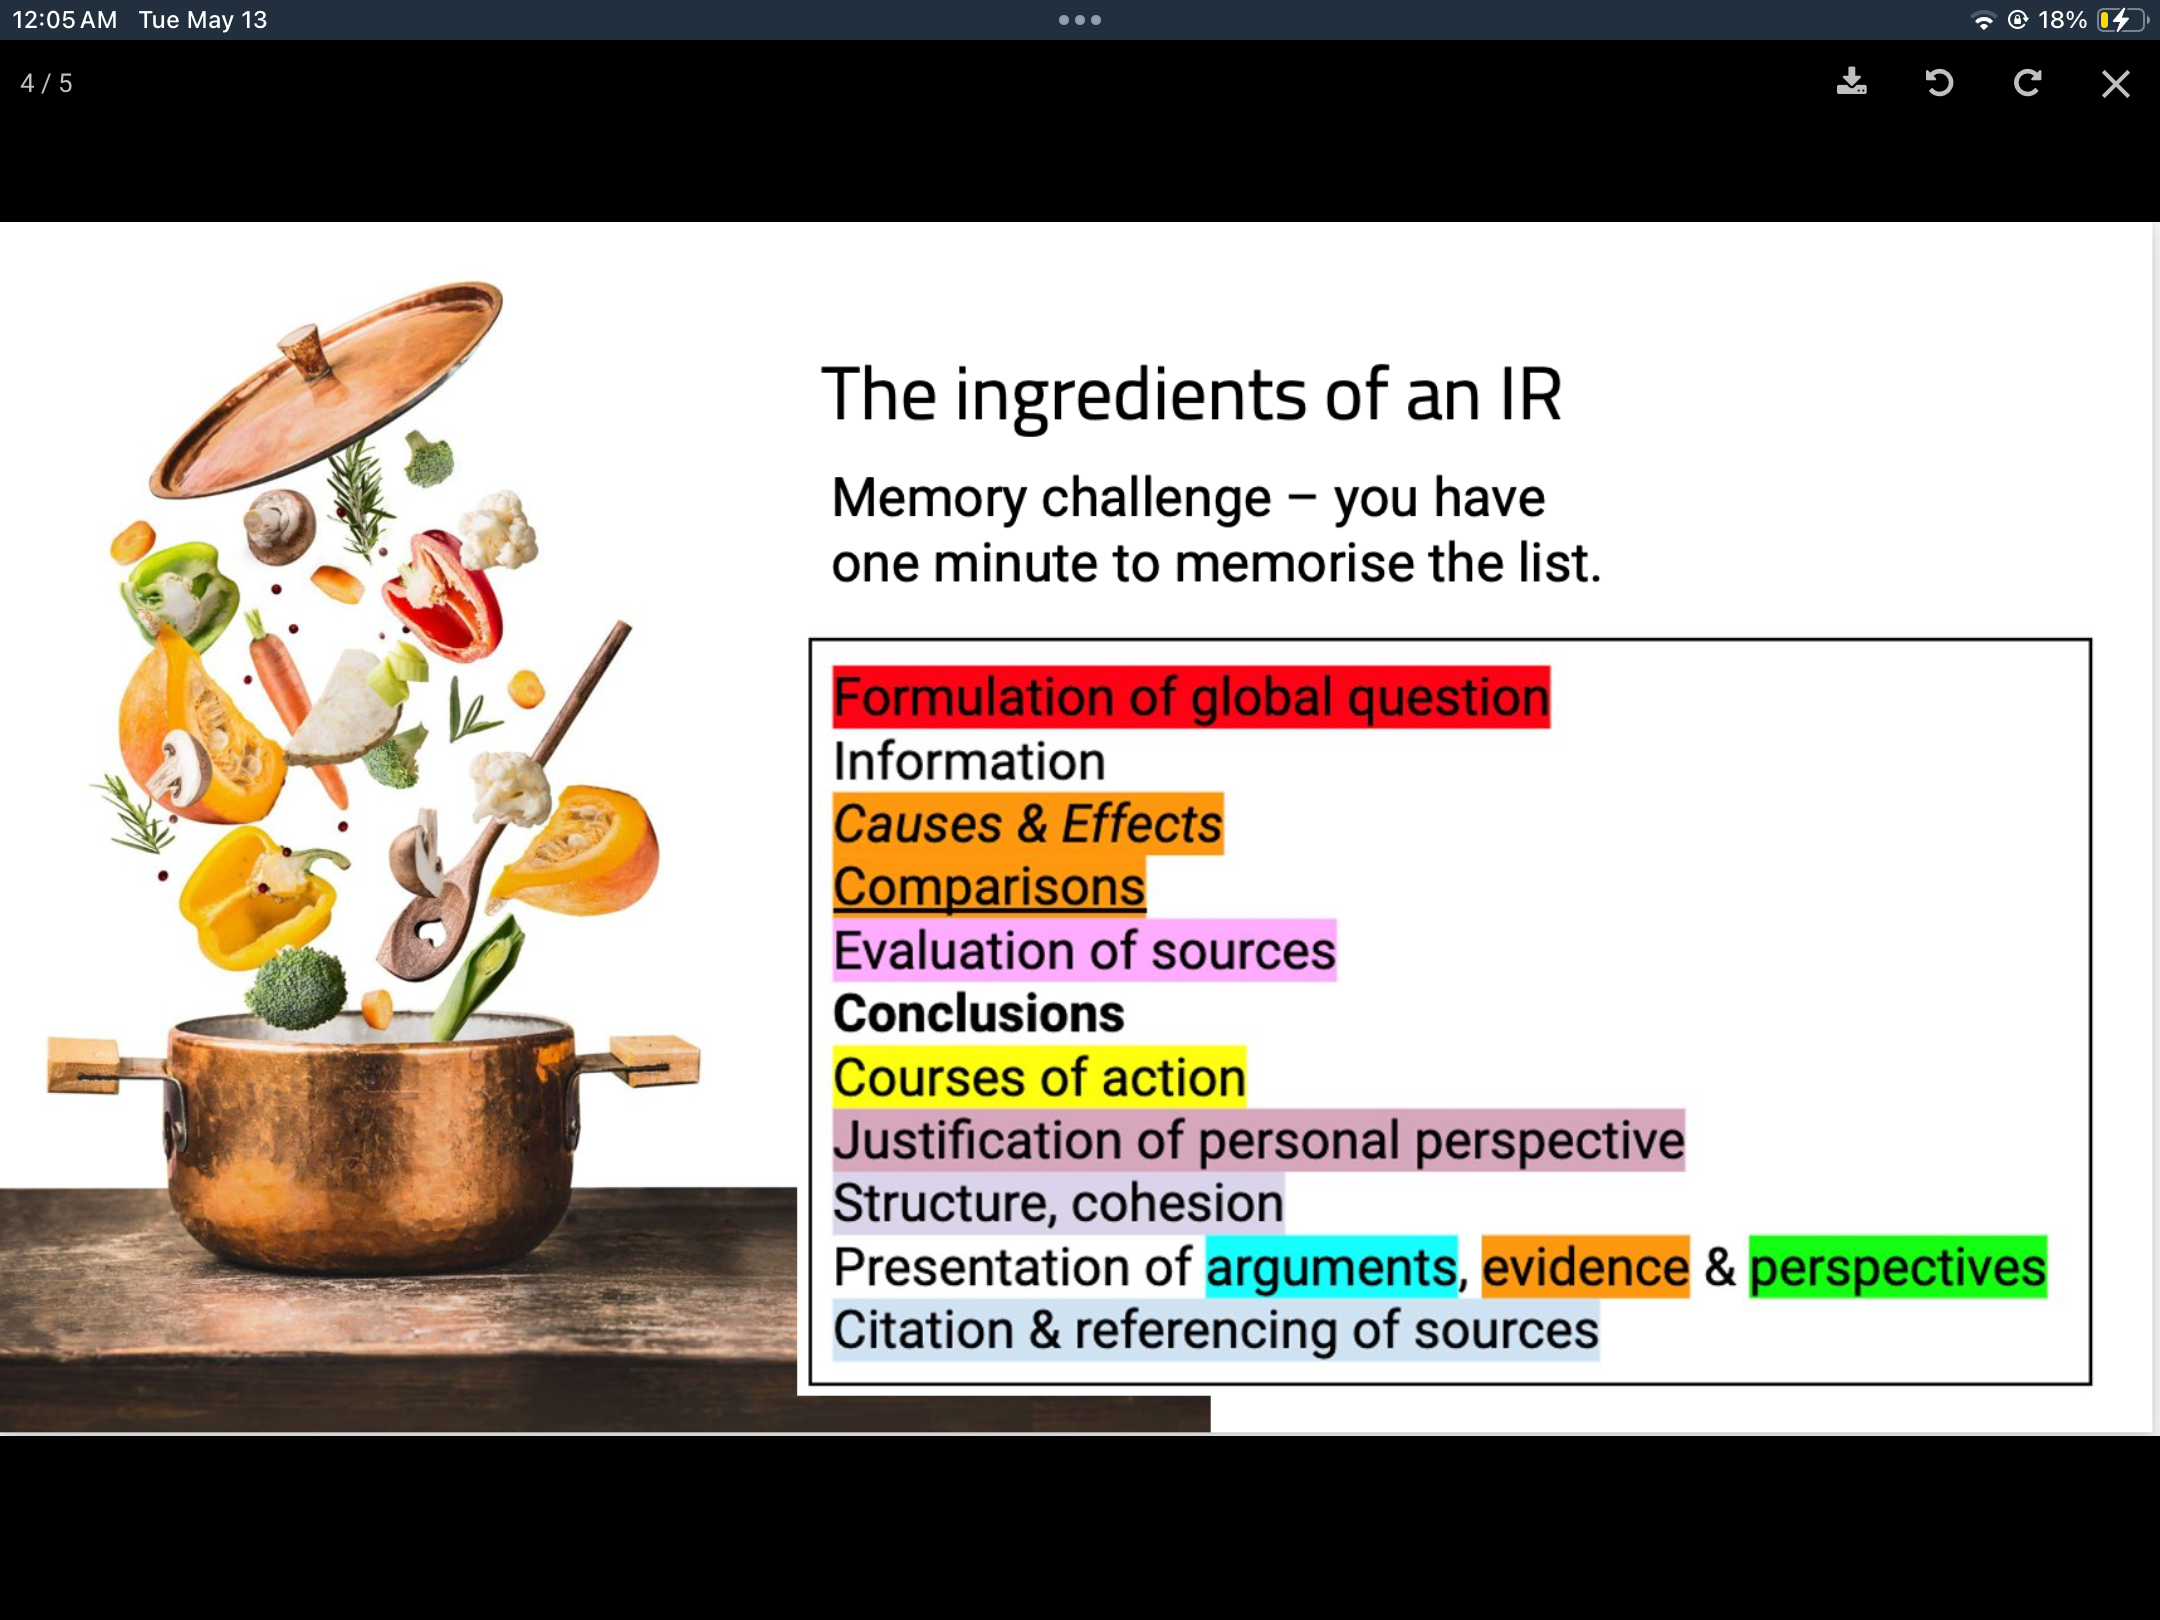 12:05 AM Tue May 13
18%
4 / 5
The ingredients of an IR
Memory challenge – you have
one minute to memorise the list.
Formulation of global question
Information
Causes & Effects
Comparisons
Evaluation of sources
Conclusions
Courses of action
Justification of personal perspective
Structure, cohesion
Presentation of arguments, evidence & perspectives
Citation & referencing of sources